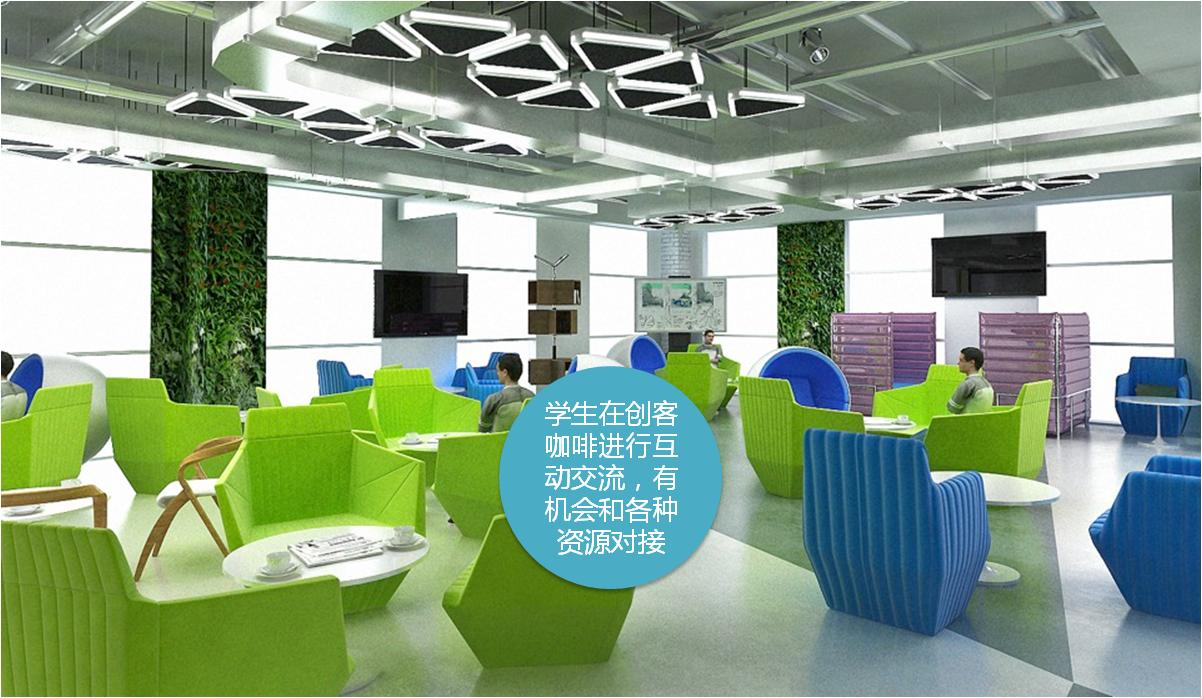 学生在创客
咖啡进行互
动交流，有
机会和各种
资源对接